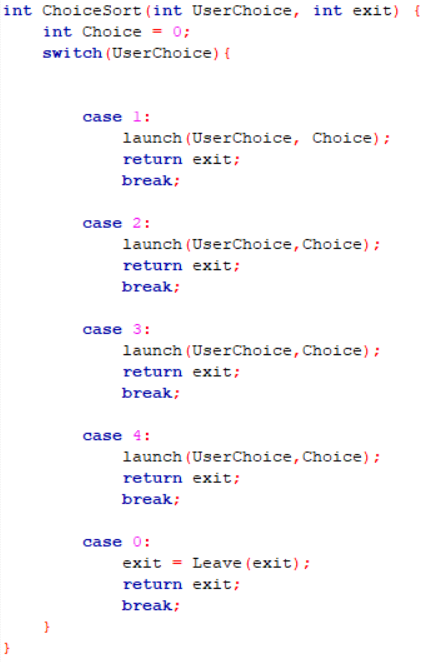 int ChoiceSort(int UserChoice, int exit) {
    int Choice = 0;
    switch(UserChoice){
        case 1:
            launch(UserChoice, Choice);
            return exit;
            break;
        case 2:
            launch(UserChoice,Choice);
            return exit;
            break;
        case 3:
            launch(UserChoice,Choice);
            return exit;
            break;
        case 4:
            launch(UserChoice,Choice);
            return exit;
            break;
        case 0:
            exit = Leave(exit);
            return exit;
            break;
    }
}